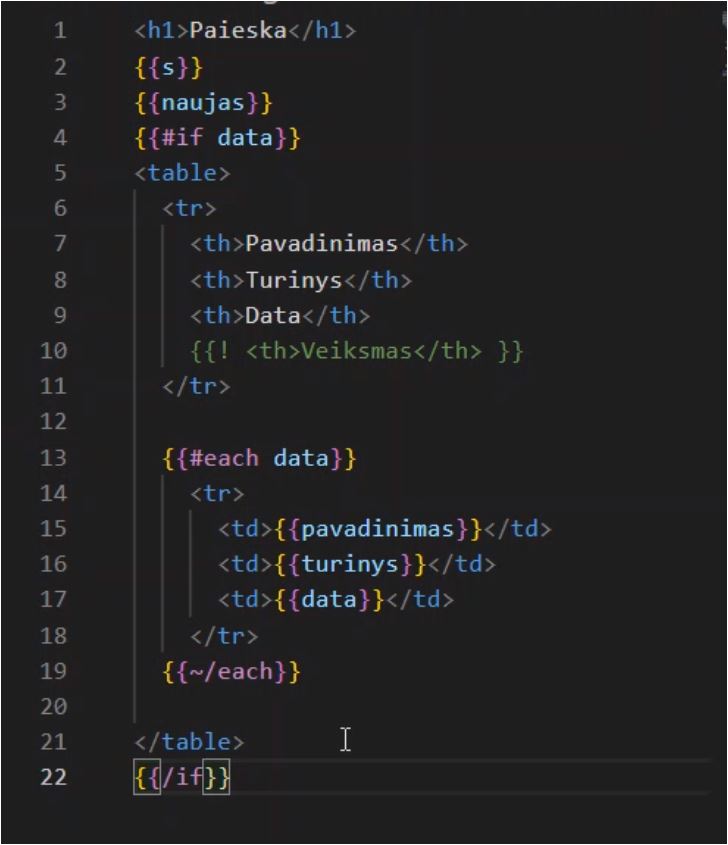 1 <h1>Paieska</h1>
2 {{s}}
3 {{naujas}}
4 {{#if data}}
5 <table>
6 <tr>
7 <th>Pavadinimas</th>
8 <th>Turinys</th>
9 <th>Data</th>
10 {{! <th>Veiksmas</th> }}
11 </tr>
12
13 {{#each data}}
14 <tr>
15 <td>{{pavadinimas}}</td>
16 <td>{{turinys}}</td>
17 <td>{{data}}</td>
18 </tr>
19 {{~/each}}
20
21 </table>
22 {{/if}}